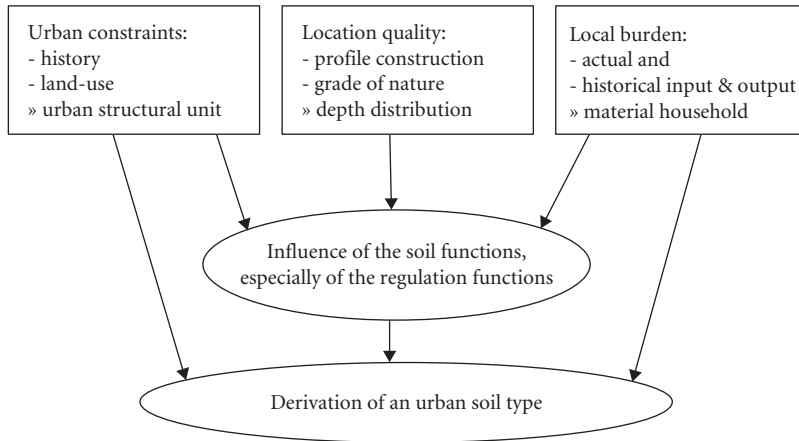 Urban constraints:
- history
- land-use
» urban structural unit
Location quality:
- profile construction
- grade of nature
» depth distribution
Local burden:
- actual and
- historical input & output
» material household
Influence of the soil functions,
especially of the regulation functions
Derivation of an urban soil type